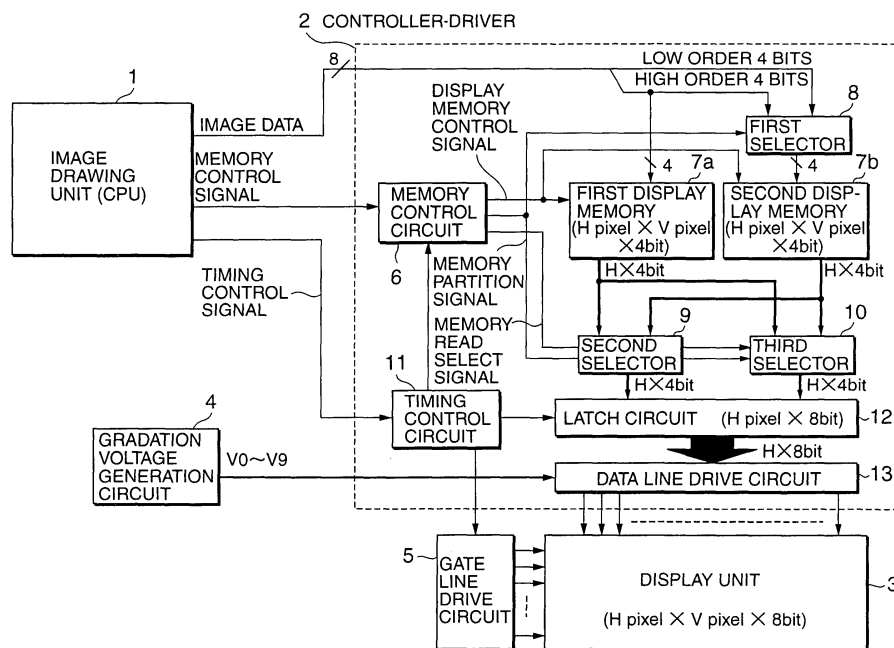 2 CONTROLLER-DRIVER
8
LOW ORDER 4 BITS
HIGH ORDER 4 BITS
1
IMAGE DATA
IMAGE
DRAWING
UNIT (CPU)
MEMORY
CONTROL
SIGNAL
DISPLAY
MEMORY
CONTROL
SIGNAL
8
FIRST
SELECTOR
4
7a
4
7b
MEMORY
CONTROL
CIRCUIT
6
FIRST DISPLAY
MEMORY
(H pixel × V pixel
×4bit)
SECOND DISP-
LAY MEMORY
(H pixel × V pixel
×4bit)
H×4bit
H×4bit
TIMING
CONTROL
SIGNAL
MEMORY
PARTITION
SIGNAL
MEMORY
READ
SELECT
SIGNAL
9
SECOND
SELECTOR
10
THIRD
SELECTOR
H×4bit
H×4bit
11
TIMING
CONTROL
CIRCUIT
LATCH CIRCUIT (H pixel × 8bit)
12
H×8bit
4
GRADATION
VOLTAGE
GENERATION
CIRCUIT
V0～V9
DATA LINE DRIVE CIRCUIT
13
5
GATE
LINE
DRIVE
CIRCUIT
DISPLAY UNIT
(H pixel × V pixel × 8bit)
3